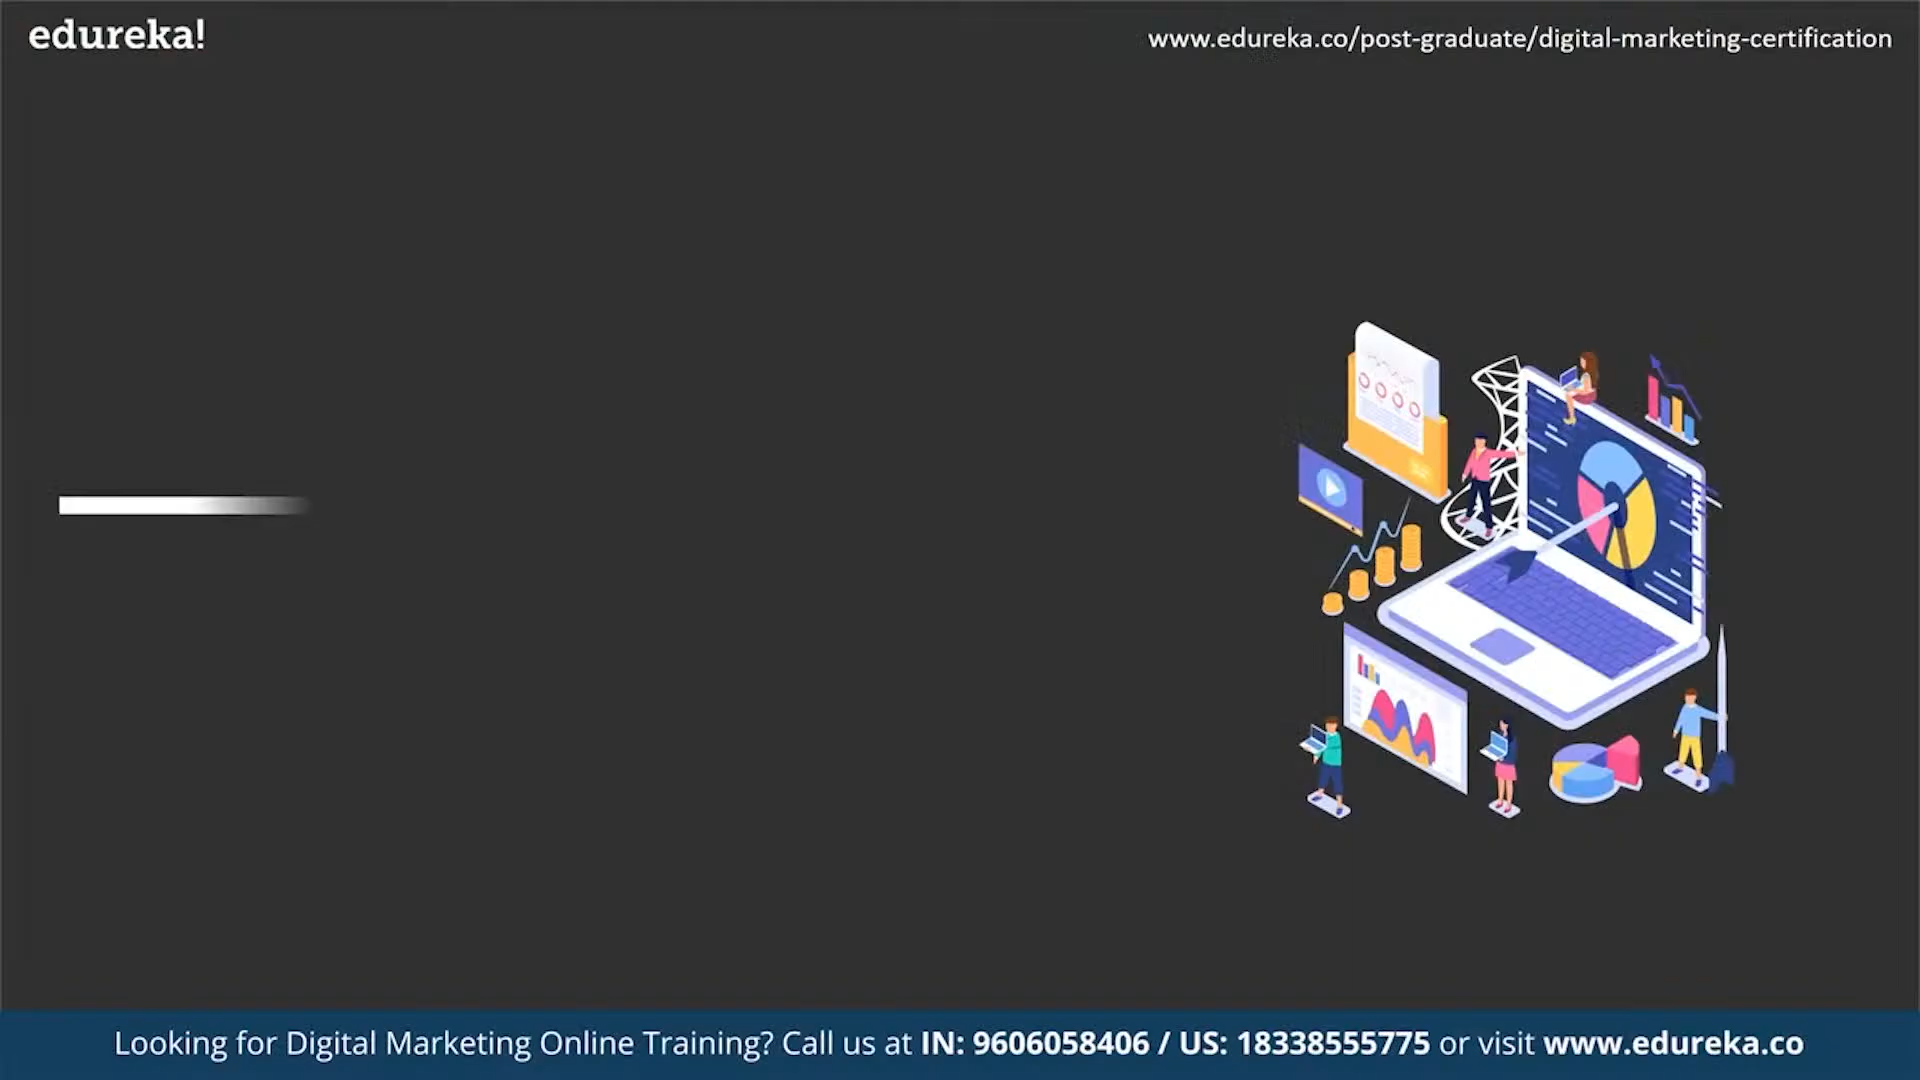 edureka!
www.edureka.co/post-graduate/digital-marketing-certification
Looking for Digital Marketing Online Training? Call us at IN: 9606058406 / US: 18338555775 or visit www.edureka.co